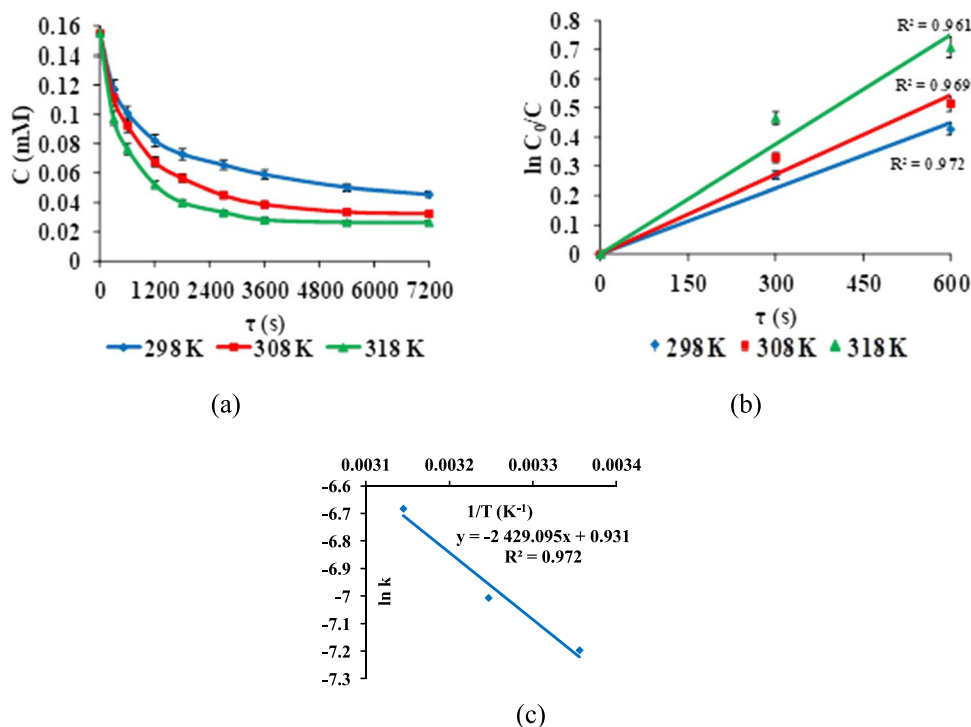 0.16
0.14
0.12
0.1
0.08
0.06
0.04
0.02
0
C (mM)
0 1200 2400 3600 4800 6000 7200
τ (s)
298 K 308 K 318 K
(a)
0.8
0.7
0.6
0.5
0.4
0.3
0.2
0.1
0
ln C₀/C
R² = 0.961
R² = 0.969
R² = 0.972
0 150 300 450 600
τ (s)
298 K 308 K 318 K
(b)
0.0031 0.0032 0.0033 0.0034
-6.6
-6.7
-6.8
-6.9
-7
-7.1
-7.2
-7.3
ln k
1/T (K⁻¹)
y = -2 429.095x + 0.931
R² = 0.972
(c)